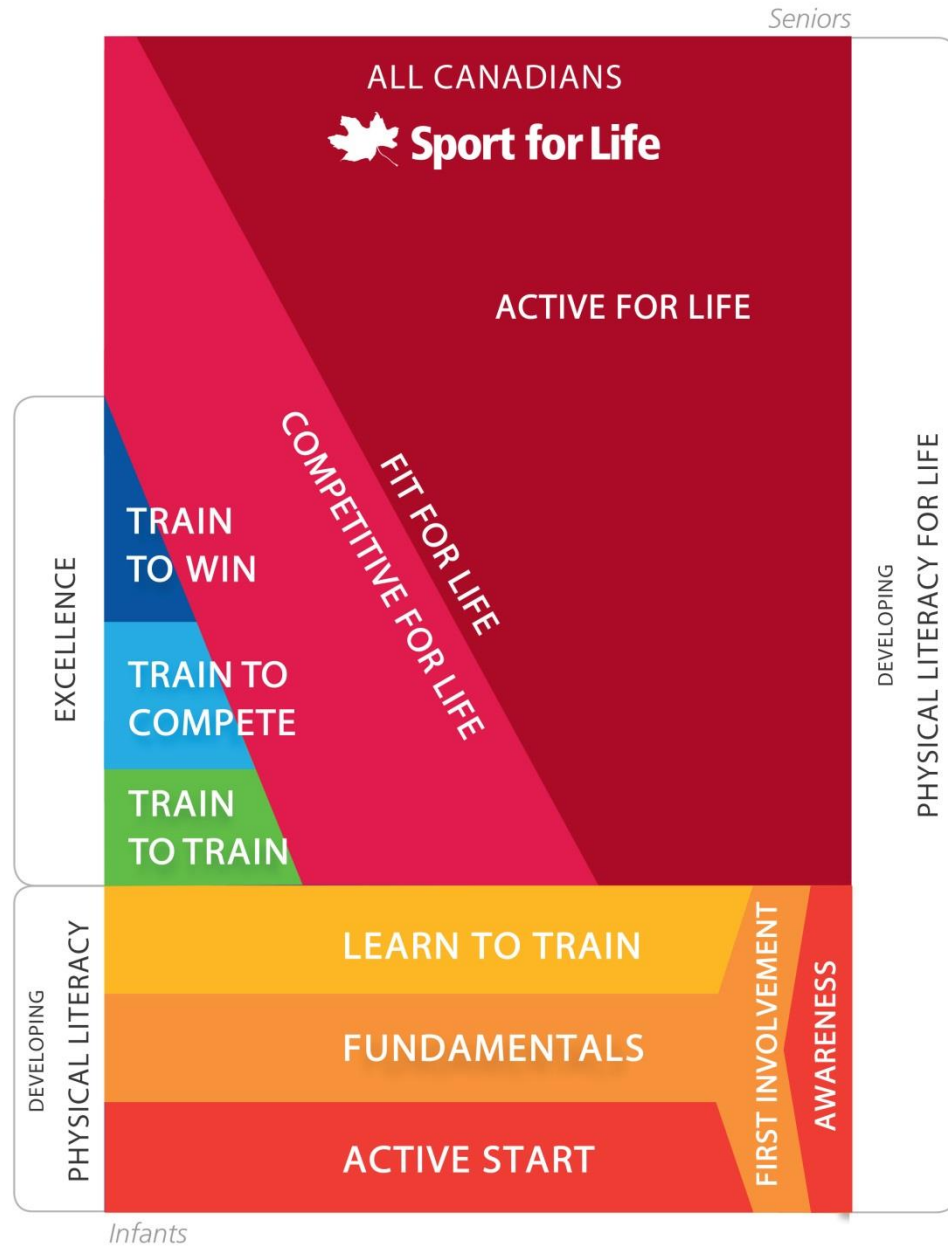 Seniors
ALL CANADIANS
Sport for Life
ACTIVE FOR LIFE
FIT FOR LIFE
COMPETITIVE FOR LIFE
EXCELLENCE
TRAIN
TO WIN
TRAIN TO
COMPETE
TRAIN
TO TRAIN
DEVELOPING
PHYSICAL LITERACY FOR LIFE
DEVELOPING
PHYSICAL LITERACY
LEARN TO TRAIN
FUNDAMENTALS
ACTIVE START
FIRST INVOLVEMENT
AWARENESS
Infants